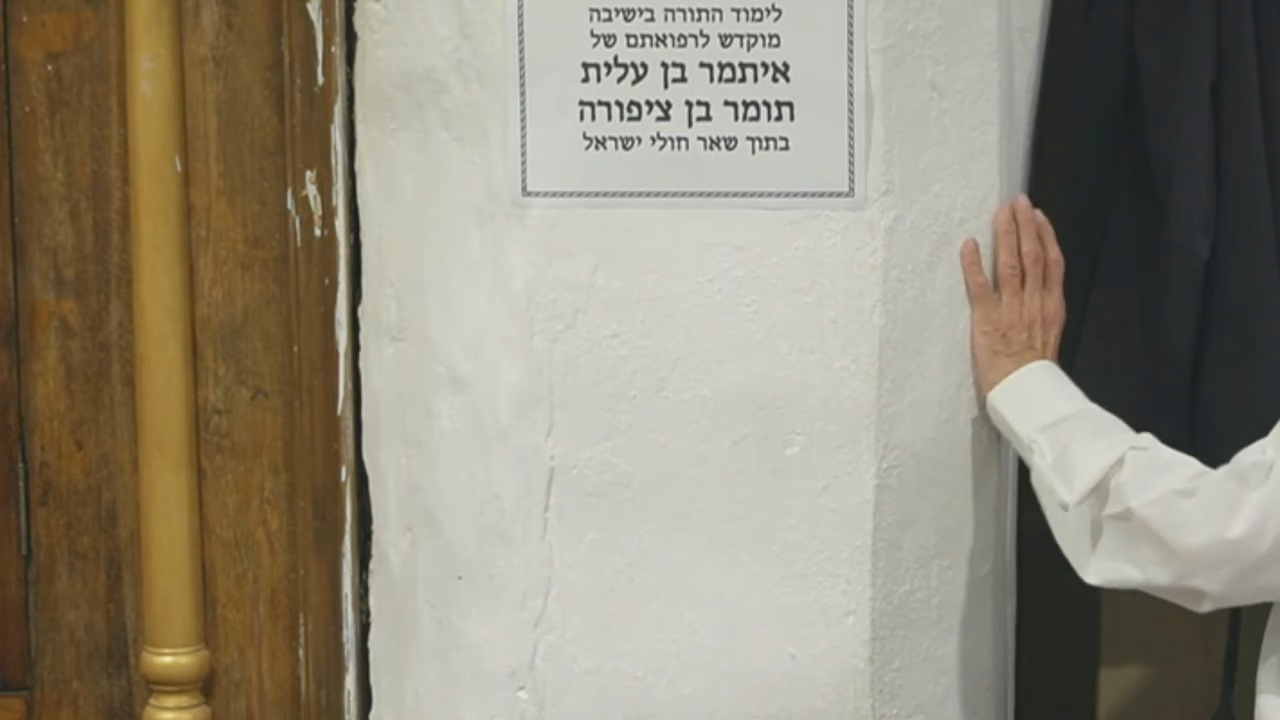 לימוד התורה בישיבה
מוקדש לרפואתם של
איתמר בן עלית
תומר בן ציפורה
בתוך שאר חולי ישראל